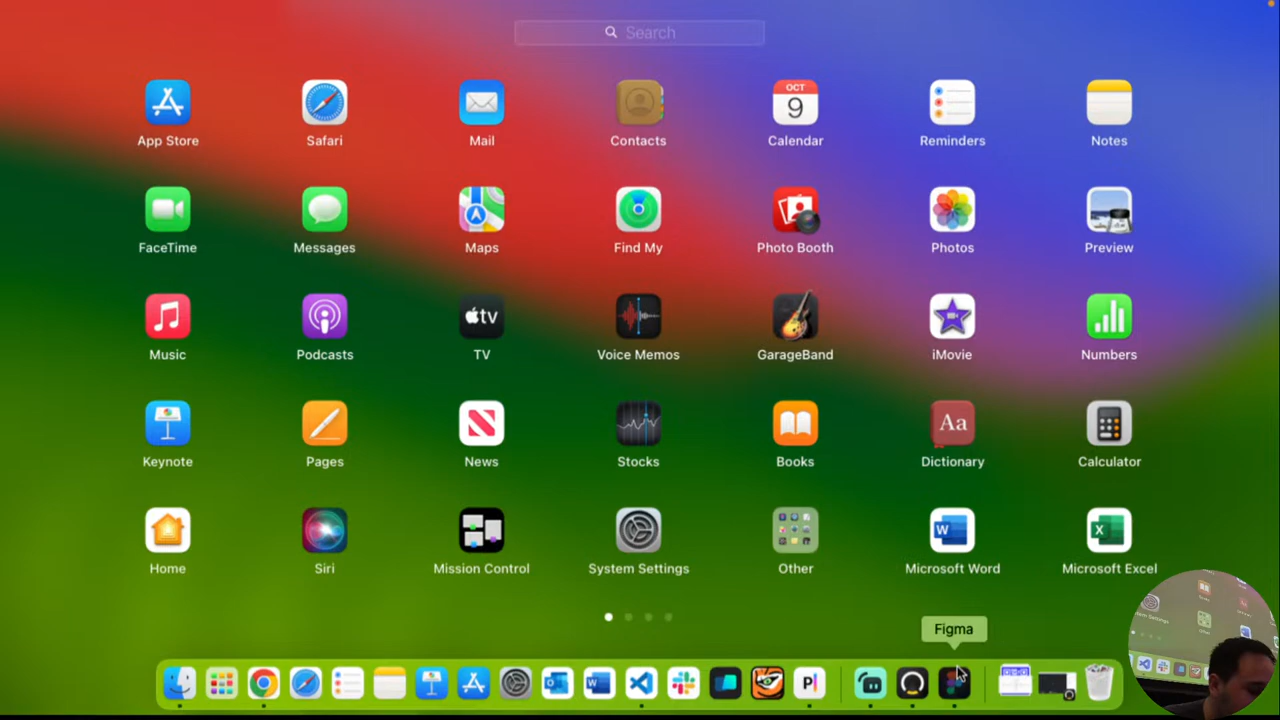 Search
App Store
Safari
Mail
OCT
9
Contacts
Calendar
Reminders
Notes
FaceTime
Messages
Maps
Find My
Photo Booth
Photos
Preview
tv
Music
Podcasts
TV
Voice Memos
GarageBand
iMovie
Numbers
Aa
Keynote
Pages
News
Stocks
Books
Dictionary
Calculator
W
X
Home
Siri
Mission Control
System Settings
Other
Microsoft Word
Microsoft Excel
Figma
W